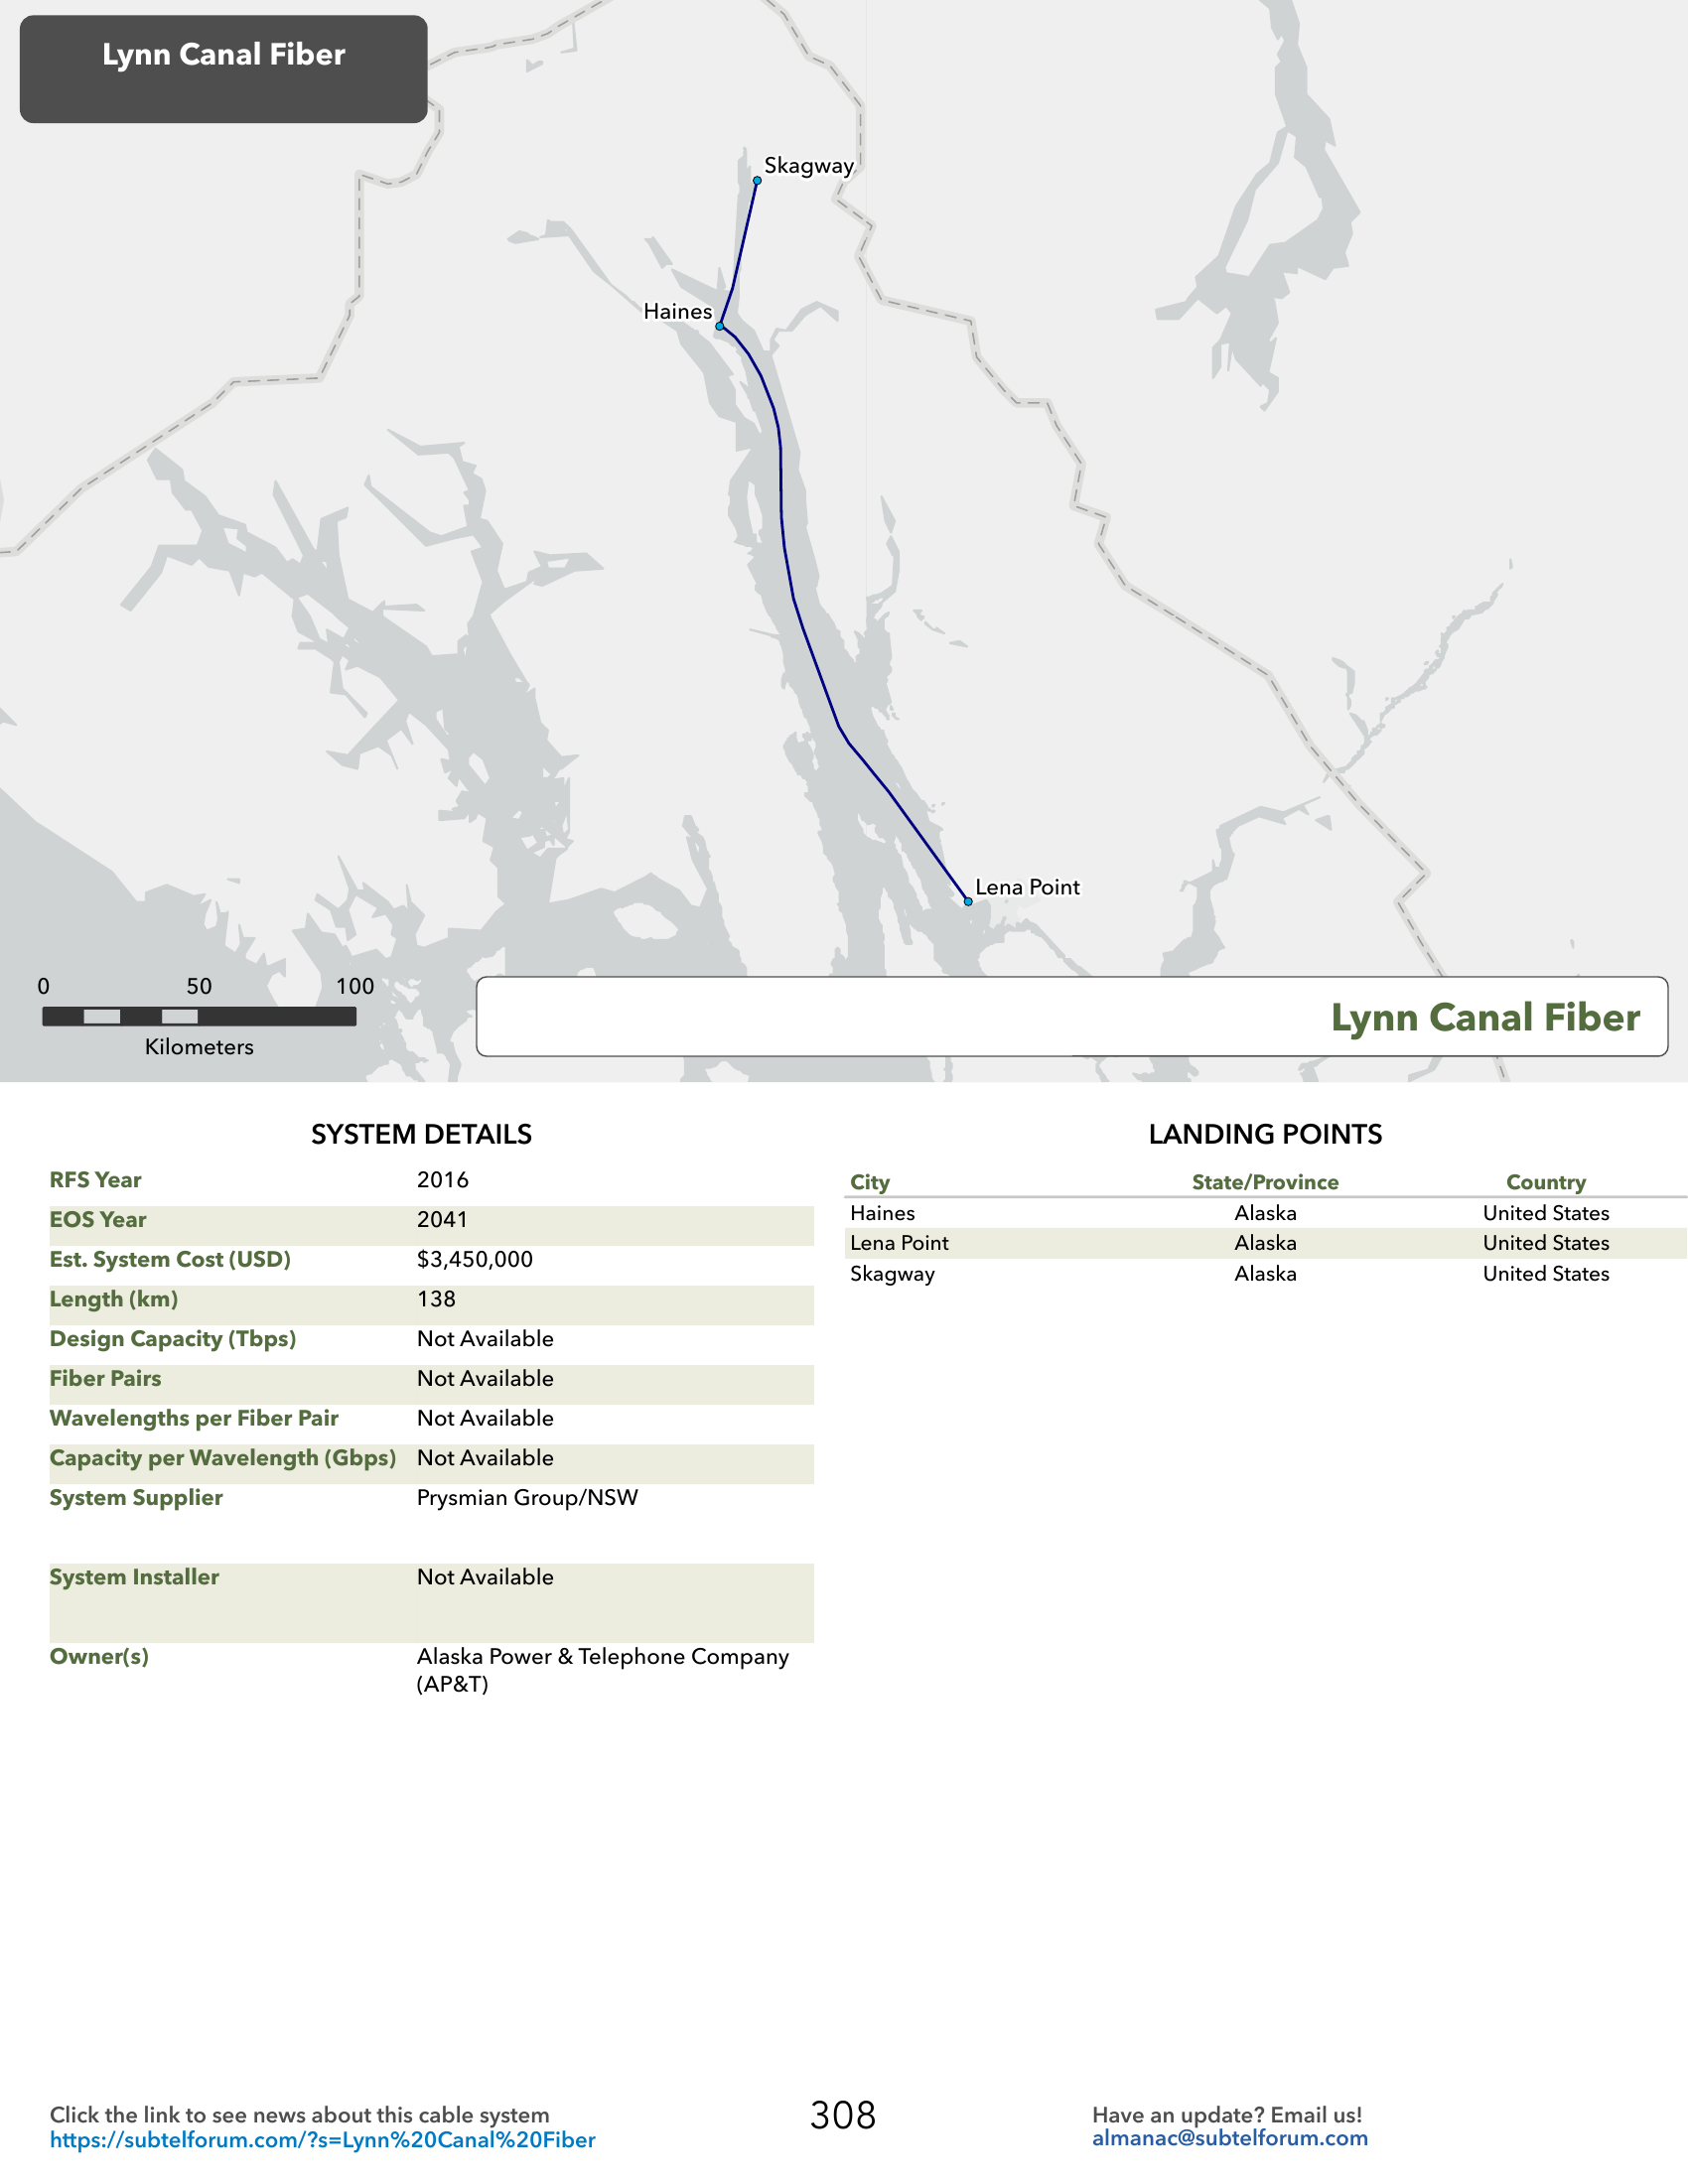 Lynn Canal Fiber
Skagway
Haines
Lena Point
0 50 100
Kilometers
Lynn Canal Fiber
SYSTEM DETAILS
RFS Year 2016
EOS Year 2041
Est. System Cost (USD) $3,450,000
Length (km) 138
Design Capacity (Tbps) Not Available
Fiber Pairs Not Available
Wavelengths per Fiber Pair Not Available
Capacity per Wavelength (Gbps) Not Available
System Supplier Prysmian Group/NSW
System Installer Not Available
Owner(s) Alaska Power & Telephone Company
(AP&T)
LANDING POINTS
City State/Province Country
Haines Alaska United States
Lena Point Alaska United States
Skagway Alaska United States
Click the link to see news about this cable system
https://subtelforum.com/?s=Lynn%20Canal%20Fiber
308
Have an update? Email us!
almanac@subtelforum.com